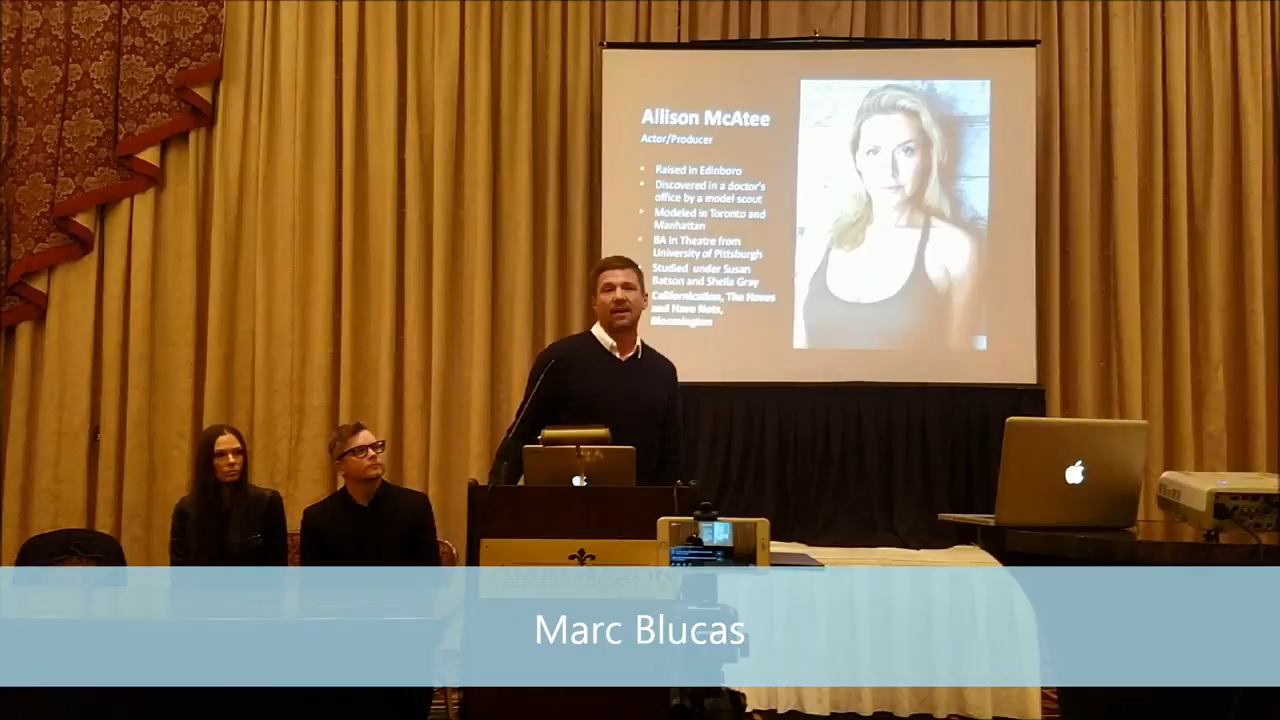 Allison McAtee
Actor/Producer
• Raised in Edinboro
• Discovered in a doctor's
office by a model scout
• Modeled in Toronto and
Manhattan
• BA in Theatre from
University of Pittsburgh
Studied under Susan
Batson and Sheila Gray
Californication, The Haves
and Have Nots,
Bloomington
Marc Blucas